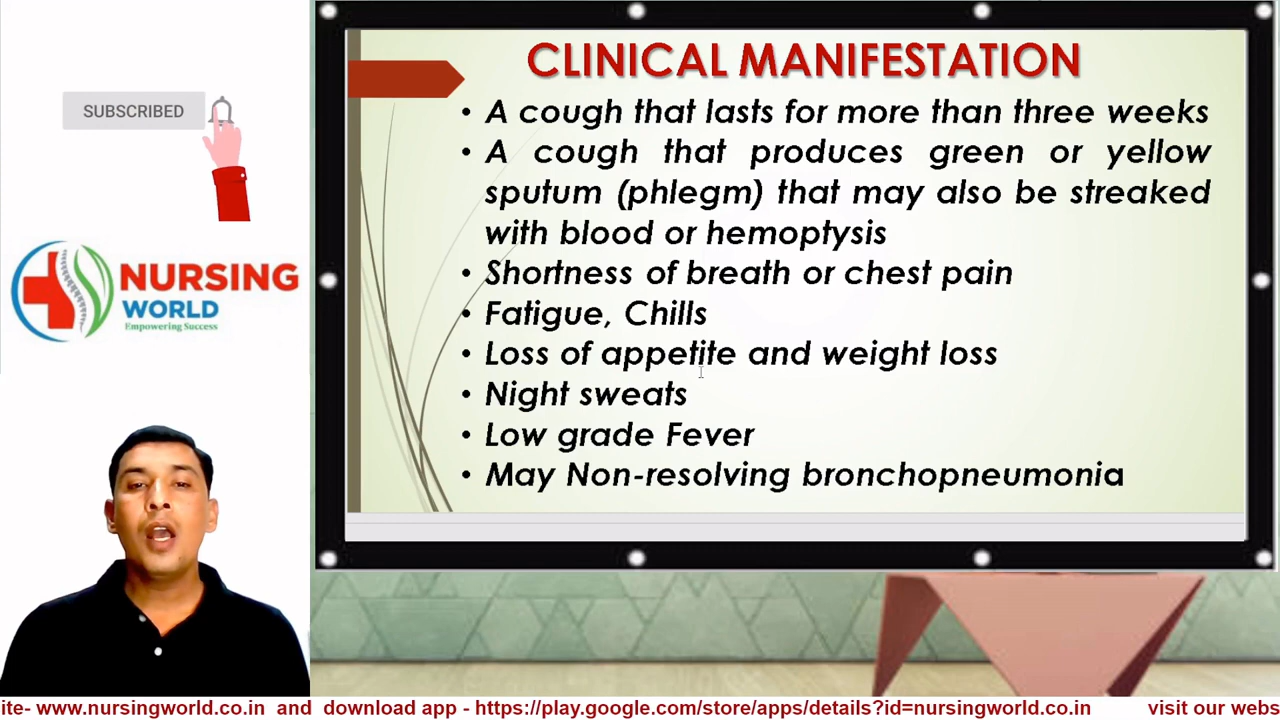 SUBSCRIBED
NURSING
WORLD
Empowering Success
CLINICAL MANIFESTATION
• A cough that lasts for more than three weeks
• A cough that produces green or yellow
sputum (phlegm) that may also be streaked
with blood or hemoptysis
• Shortness of breath or chest pain
• Fatigue, Chills
• Loss of appetite and weight loss
• Night sweats
• Low grade Fever
• May Non-resolving bronchopneumonia
ite- www.nursingworld.co.in and download app - https://play.google.com/store/apps/details?id=nursingworld.co.in visit our webs